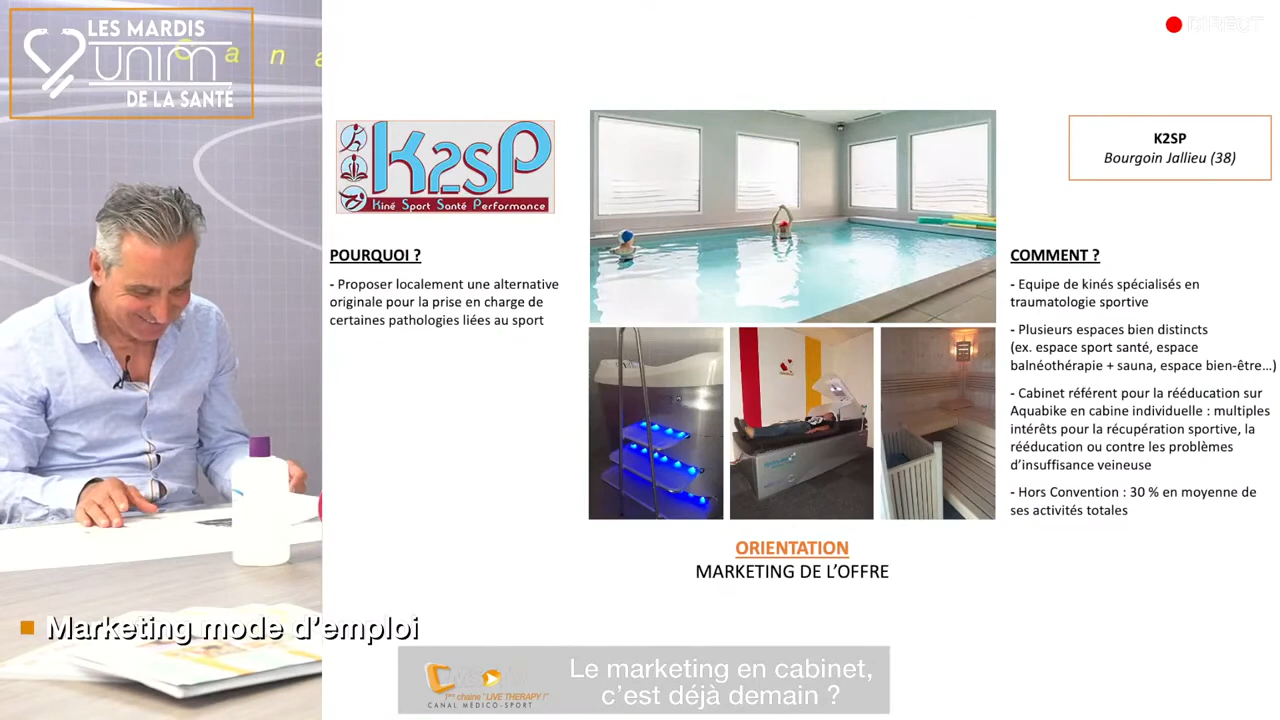 LES MARDIS
unim
DE LA SANTÉ
a n a
DIRECT
K2SP
Kiné Sport Santé Performance
POURQUOI ?
- Proposer localement une alternative
originale pour la prise en charge de
certaines pathologies liées au sport
K2SP
Bourgoin Jallieu (38)
COMMENT ?
- Equipe de kinés spécialisés en
traumatologie sportive
- Plusieurs espaces bien distincts
(ex. espace sport santé, espace
balnéothérapie + sauna, espace bien-être…)
- Cabinet référent pour la rééducation sur
Aquabike en cabine individuelle : multiples
intérêts pour la récupération sportive, la
rééducation ou contre les problèmes
d’insuffisance veineuse
- Hors Convention : 30 % en moyenne de
ses activités totales
ORIENTATION
MARKETING DE L’OFFRE
Marketing mode d’emploi
1ère chaine "LIVE THERAPY !"
CANAL MÉDICO-SPORT
Le marketing en cabinet,
c’est déjà demain ?